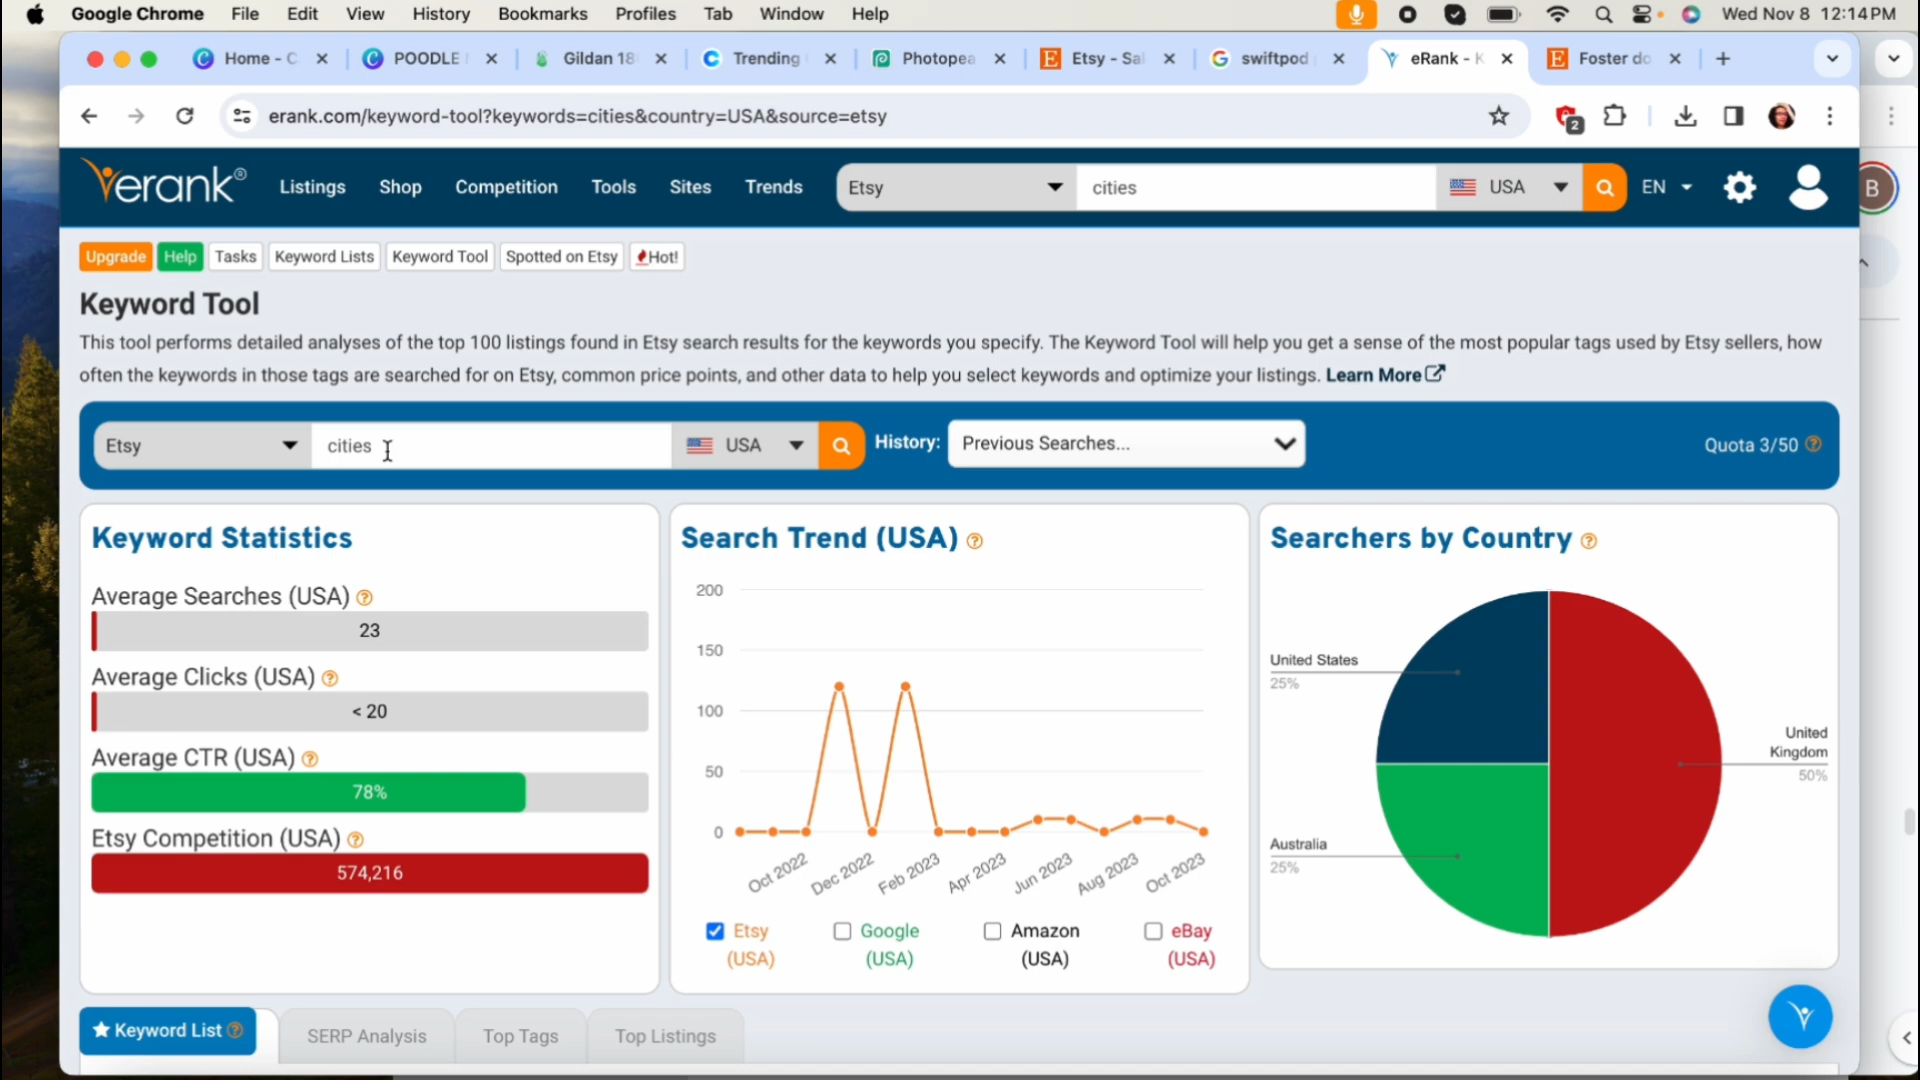 Google Chrome File Edit View History Bookmarks Profiles Tab Window Help Wed Nov 8 12:14PM
Home - C POODLE Gildan 18 Trending Photopea Etsy - Sal swiftpod eRank - K Foster do
erank.com/keyword-tool?keywords=cities&country=USA&source=etsy 2
erank® Listings Shop Competition Tools Sites Trends Etsy cities USA EN B
Upgrade Help Tasks Keyword Lists Keyword Tool Spotted on Etsy Hot!
Keyword Tool
This tool performs detailed analyses of the top 100 listings found in Etsy search results for the keywords you specify. The Keyword Tool will help you get a sense of the most popular tags used by Etsy sellers, how
often the keywords in those tags are searched for on Etsy, common price points, and other data to help you select keywords and optimize your listings. Learn More
Etsy cities USA History: Previous Searches... Quota 3/50 ?
Keyword Statistics
Average Searches (USA) ?
23
Average Clicks (USA) ?
< 20
Average CTR (USA) ?
78%
Etsy Competition (USA) ?
574,216
Search Trend (USA) ?
200
150
100
50
0
Oct 2022 Dec 2022 Feb 2023 Apr 2023 Jun 2023 Aug 2023 Oct 2023
Etsy (USA)
Google (USA)
Amazon (USA)
eBay (USA)
Searchers by Country ?
United States
25%
United
Kingdom
50%
Australia
25%
Keyword List ? SERP Analysis Top Tags Top Listings